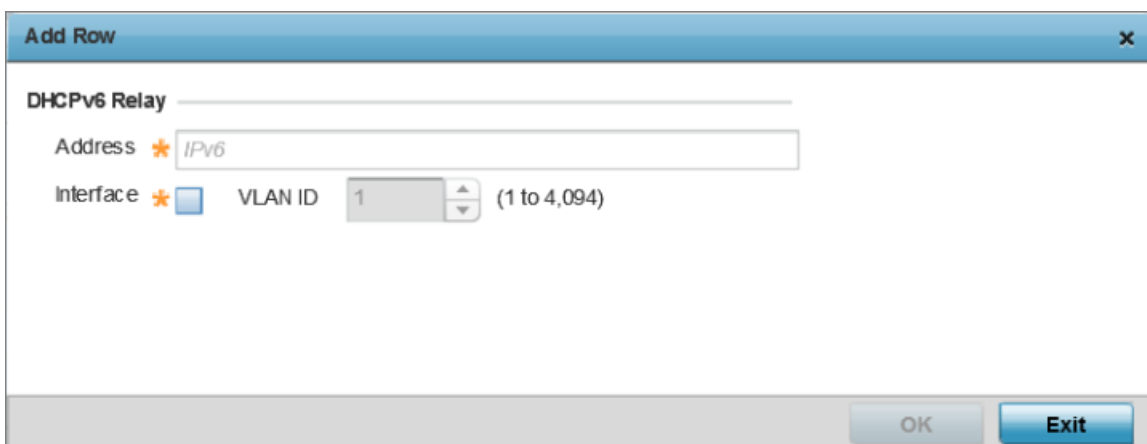 Add Row
DHCPv6 Relay
Address * IPv6
Interface * VLAN ID 1 (1 to 4,094)
OK Exit